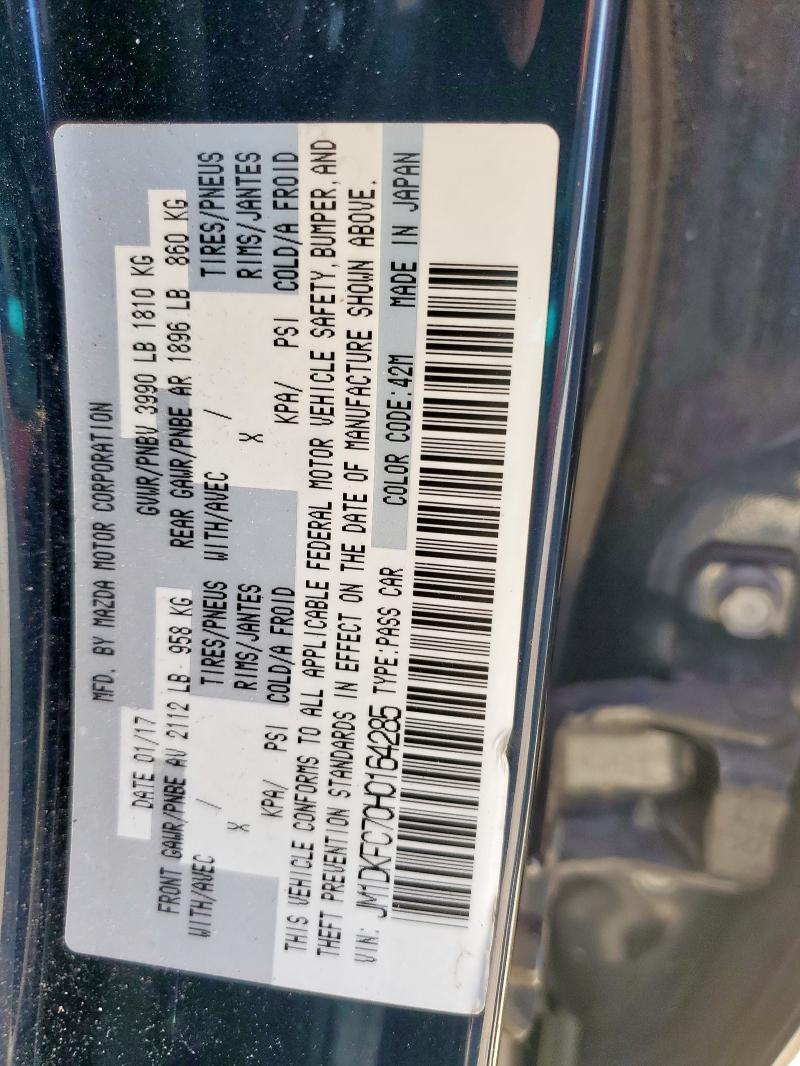 MFD. BY MAZDA MOTOR CORPORATION
DATE 01/17 GVWR/PNBV 3990 LB 1810 KG
FRONT GAWR/PNBE AV 2112 LB 958 KG REAR GAWR/PNBE AR 1896 LB 860 KG
WITH/AVEC / TIRES/PNEUS WITH/AVEC / TIRES/PNEUS
X RIMS/JANTES X RIMS/JANTES
KPA/ PSI COLD/A FROID KPA/ PSI COLD/A FROID
THIS VEHICLE CONFORMS TO ALL APPLICABLE FEDERAL MOTOR VEHICLE SAFETY, BUMPER, AND
THEFT PREVENTION STANDARDS IN EFFECT ON THE DATE OF MANUFACTURE SHOWN ABOVE.
VIN: JM1DKFC70H0164285 TYPE:PASS CAR COLOR CODE:42M MADE IN JAPAN